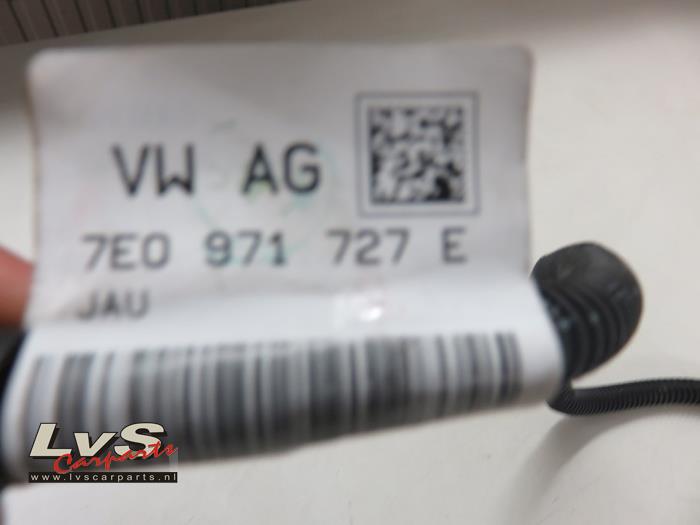 VW AG
7E0 971 727 E
JAU
LvS
Carparts
www.lvscarparts.nl